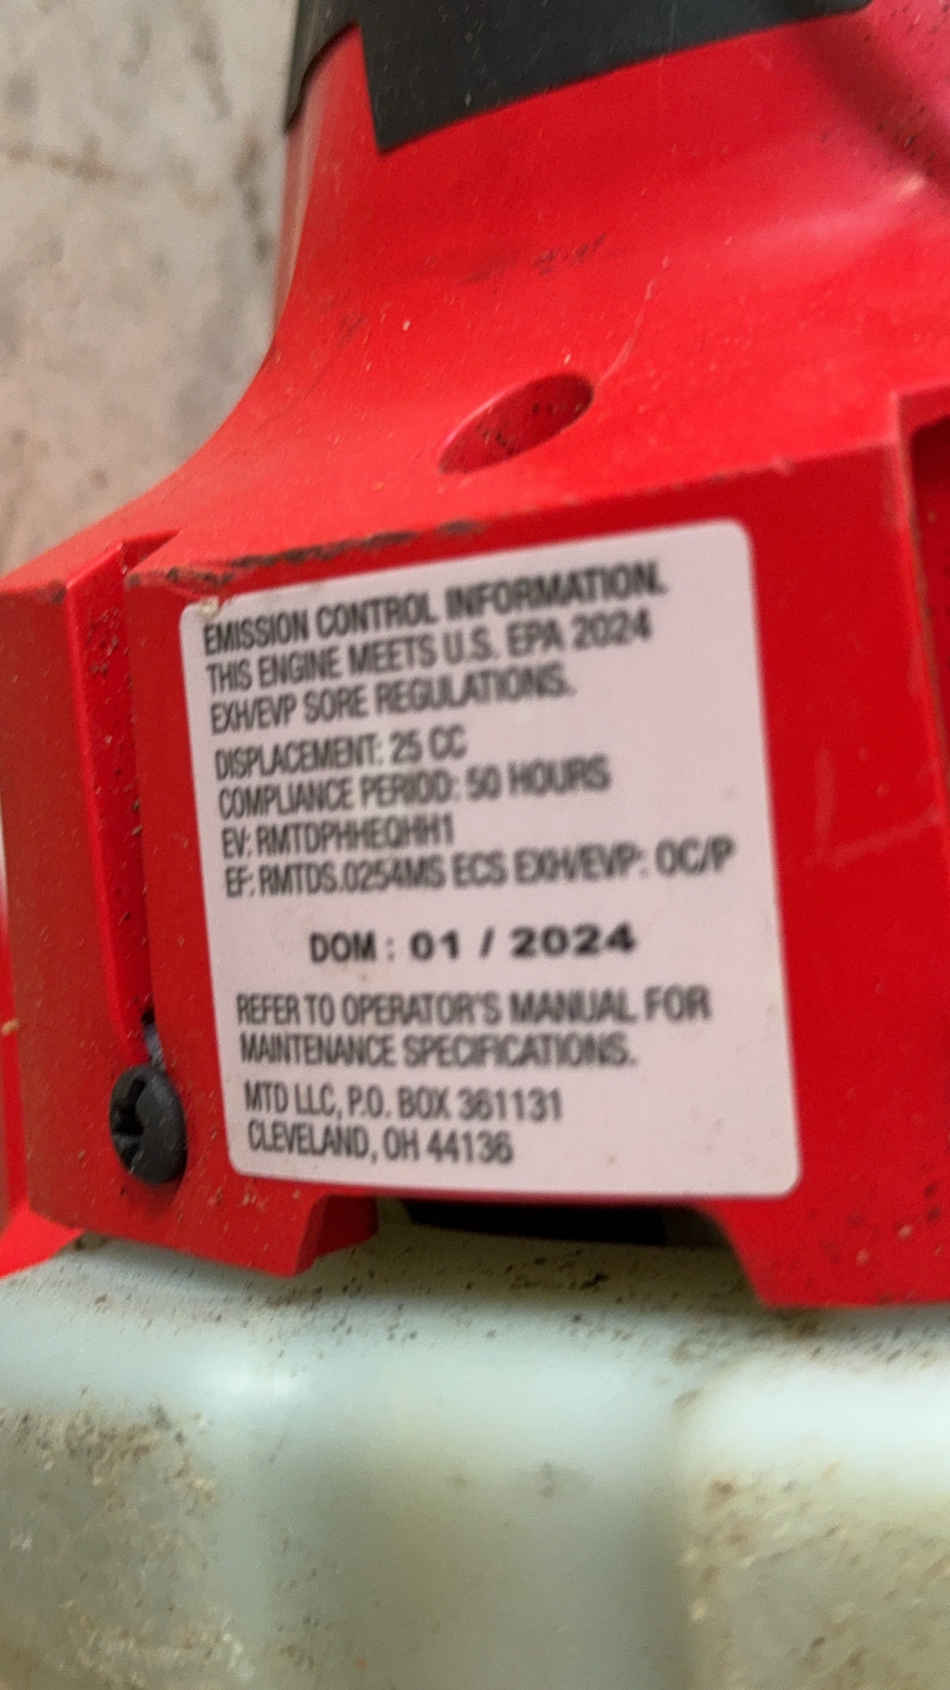 EMISSION CONTROL INFORMATION.
THIS ENGINE MEETS U.S. EPA 2024
EXH/EVP SORE REGULATIONS.
DISPLACEMENT: 25 CC
COMPLIANCE PERIOD: 50 HOURS
EV: RMTDPHHEQHH1
EF: RMTDS.0254MS ECS EXH/EVP: OC/P
DOM : 01 / 2024
REFER TO OPERATOR'S MANUAL FOR
MAINTENANCE SPECIFICATIONS.
MTD LLC, P.O. BOX 361131
CLEVELAND, OH 44136